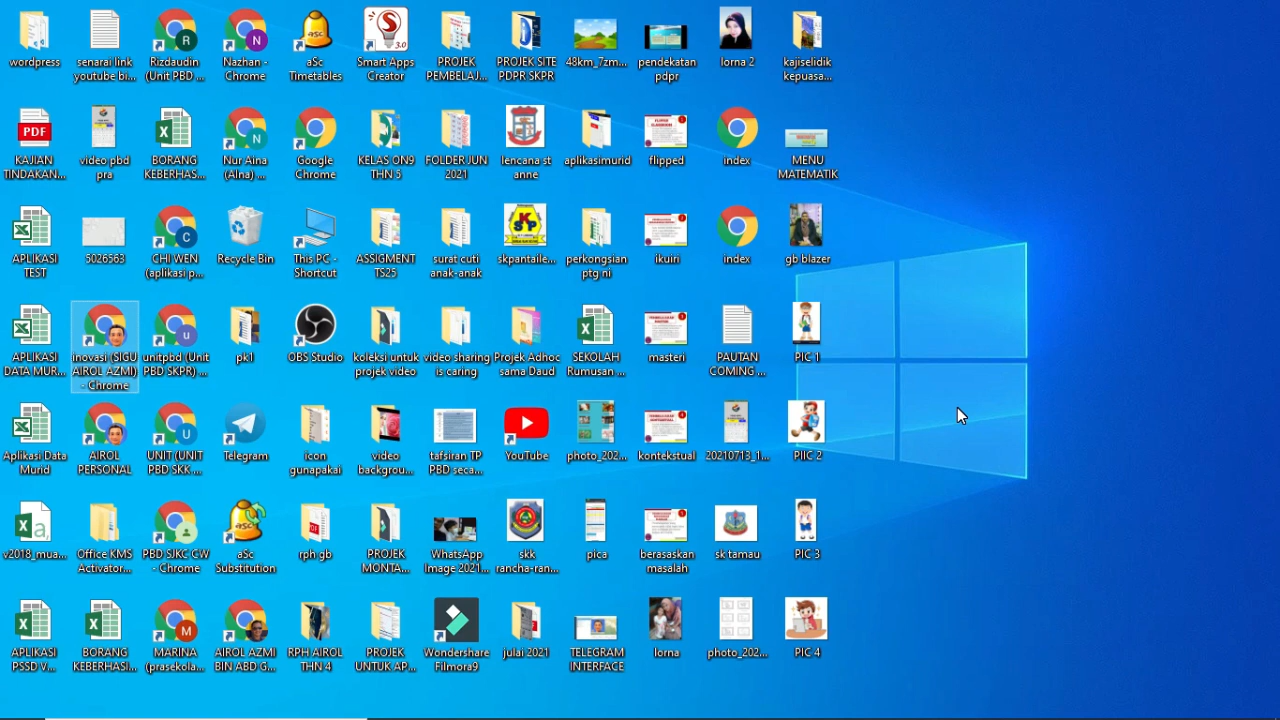 wordpress
senarai link
youtube bi...
Rizdaudin
(Unit PBD ...
Nazhan -
Chrome
aSc
Timetables
Smart Apps
Creator
PROJEK
PEMBELAJ...
PROJEK SITE
PDPR SKPR
48km_7zm...
pendekatan
pdpr
lorna 2
kajiselidik
kepuasa...
KAJIAN
TINDAKAN...
video pbd
pra
BORANG
KEBERHAS...
Nur Aina
(AIna) ...
Google
Chrome
KELAS ON9
THN 5
FOLDER JUN
2021
lencana st
anne
aplikasimurid
flipped
index
MENU
MATEMATIK
APLIKASI
TEST
5026563
CHI WEN
(aplikasi p...
Recycle Bin
This PC -
Shortcut
ASSIGMENT
TS25
surat cuti
anak-anak
skpantaile...
perkongsian
ptg ni
ikuiri
index
gb blazer
APLIKASI
DATA MUR...
inovasi (SIGU
AIROL AZMI)
- Chrome
unitpbd (Unit
PBD SKPR) ...
pk1
OBS Studio
koleksi untuk
projek video
video sharing
is caring
Projek Adhoc
sama Daud
SEKOLAH
Rumusan ...
masteri
PAUTAN
COMING ...
PIC 1
Aplikasi Data
Murid
AIROL
PERSONAL
UNIT (UNIT
PBD SKK ...
Telegram
icon
gunapakai
video
backgrou...
tafsiran TP
PBD seca...
YouTube
photo_202...
kontekstual
20210713_1...
PIIC 2
v2018_mua...
Office KMS
Activator...
PBD SJKC CW
- Chrome
aSc
Substitution
rph gb
PROJEK
MONTA...
WhatsApp
Image 2021...
skk
rancha-ran...
pica
berasaskan
masalah
sk tamau
PIC 3
APLIKASI
PSSD V...
BORANG
KEBERHASI...
MARINA
(prasekola...
AIROL AZMI
BIN ABD G...
RPH AIROL
THN 4
PROJEK
UNTUK AP...
Wondershare
Filmora9
julai 2021
TELEGRAM
INTERFACE
lorna
photo_202...
PIC 4